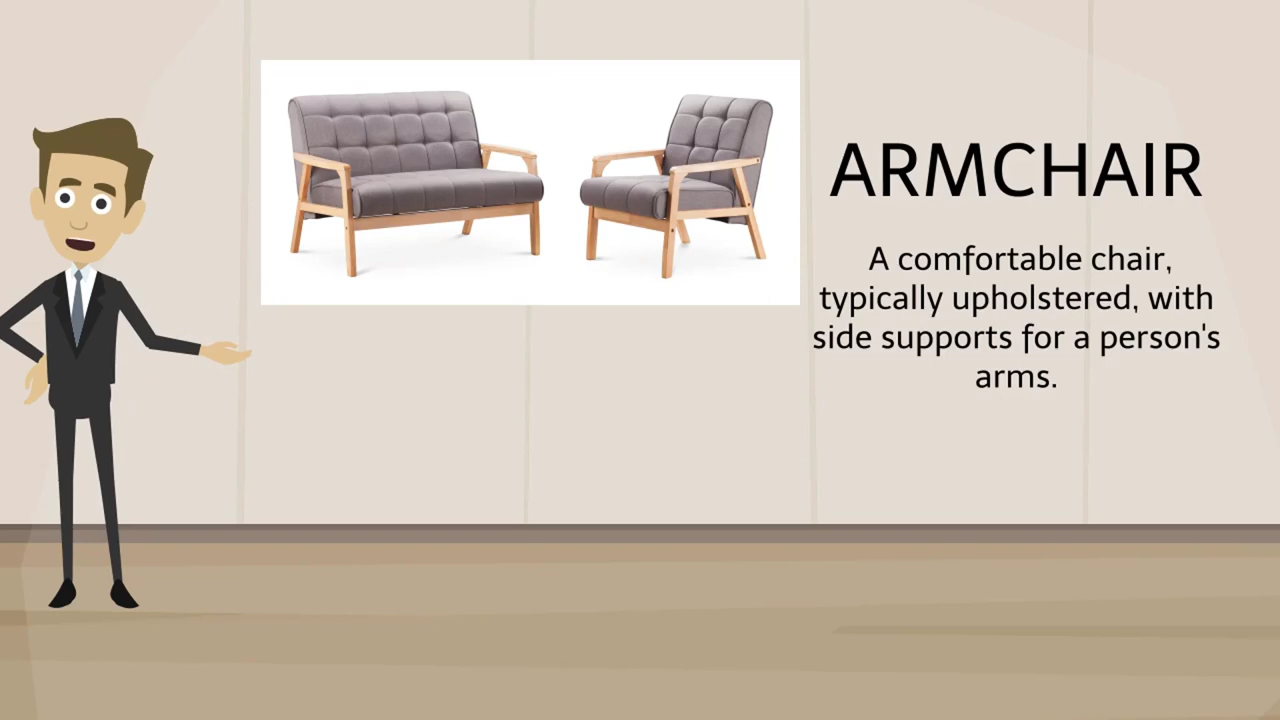 ARMCHAIR
A comfortable chair,
typically upholstered, with
side supports for a person's
arms.